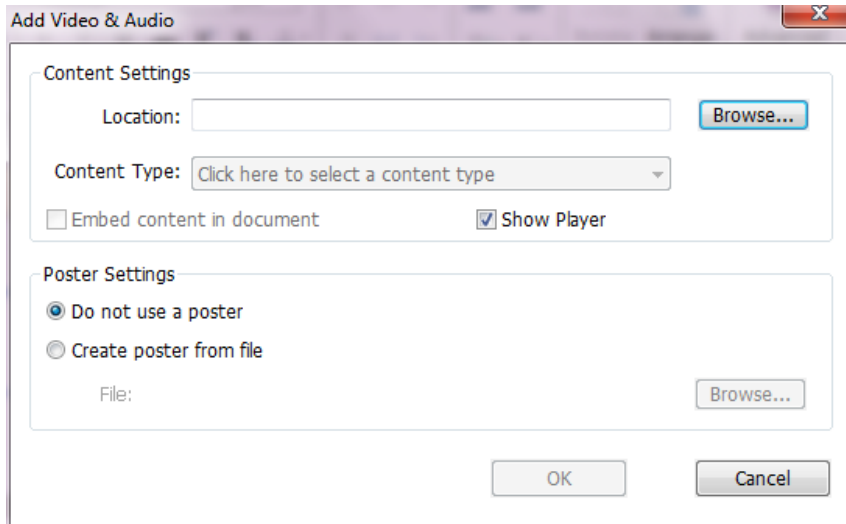 Add Video & Audio
Content Settings
Location: Browse...
Content Type: Click here to select a content type
Embed content in document Show Player
Poster Settings
Do not use a poster
Create poster from file
File: Browse...
OK Cancel